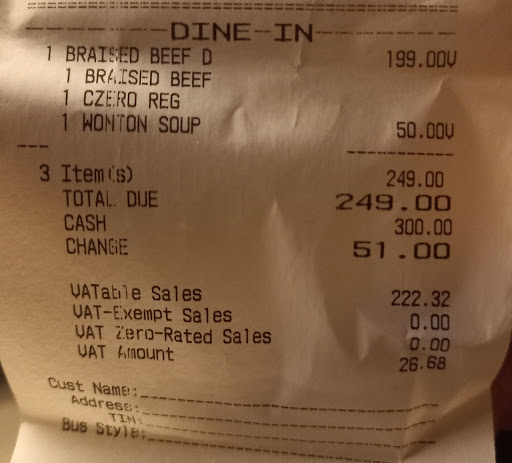 DINE-IN
1 BRAISED BEEF D 199.00V
1 BRAISED BEEF
1 CZERO REG
1 WONTON SOUP 50.00V
3 Item(s) 249.00
TOTAL DUE 249.00
CASH 300.00
CHANGE 51.00
VATable Sales 222.32
VAT-Exempt Sales 0.00
VAT Zero-Rated Sales 0.00
VAT Amount 26.68
Cust Name:
Address:
TIN:
Bus Style: